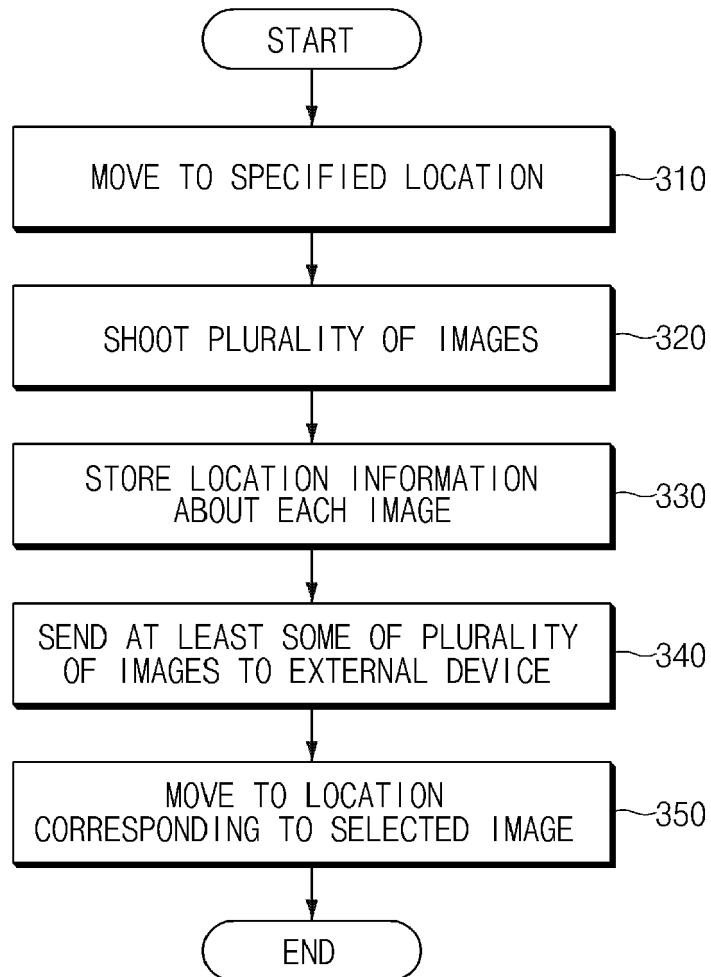 START
MOVE TO SPECIFIED LOCATION
310
SHOOT PLURALITY OF IMAGES
320
STORE LOCATION INFORMATION
ABOUT EACH IMAGE
330
SEND AT LEAST SOME OF PLURALITY
OF IMAGES TO EXTERNAL DEVICE
340
MOVE TO LOCATION
CORRESPONDING TO SELECTED IMAGE
350
END